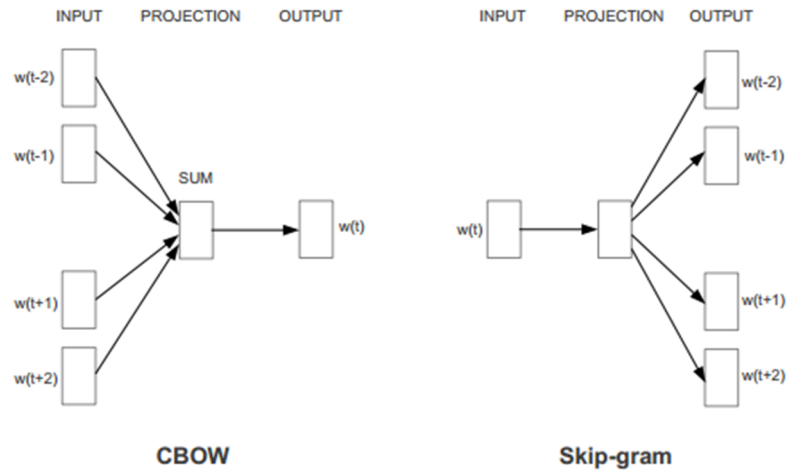 INPUT PROJECTION OUTPUT
w(t-2)
w(t-1)
SUM
w(t)
w(t+1)
w(t+2)
CBOW
INPUT PROJECTION OUTPUT
w(t-2)
w(t-1)
w(t)
w(t+1)
w(t+2)
Skip-gram